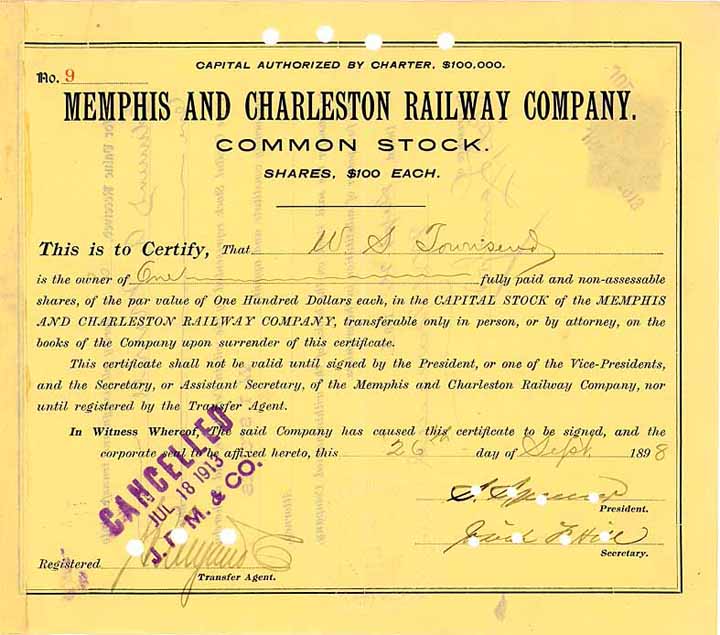 CAPITAL AUTHORIZED BY CHARTER, $100,000.
No. 9
MEMPHIS AND CHARLESTON RAILWAY COMPANY.
COMMON STOCK.
SHARES, $100 EACH.
This is to Certify, That W S Townsend
is the owner of One fully paid and non-assessable
shares, of the par value of One Hundred Dollars each, in the CAPITAL STOCK of the MEMPHIS
AND CHARLESTON RAILWAY COMPANY, transferable only in person, or by attorney, on the
books of the Company upon surrender of this certificate.
This certificate shall not be valid until signed by the President, or one of the Vice-Presidents,
and the Secretary, or Assistant Secretary, of the Memphis and Charleston Railway Company, nor
until registered by the Transfer Agent.
In Witness Whereof, The said Company has caused this certificate to be signed, and the
corporate seal to be affixed hereto, this 26th day of Sept. 1898
CANCELLED
JUL 18 1913
J. P. M. & CO.
S. Spencer
President.
Hill
Secretary.
Registered
Transfer Agent.